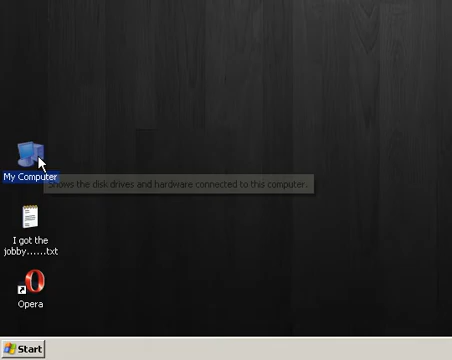 My Computer
Shows the disk drives and hardware connected to this computer.
I got the
jobby......txt
Opera
Start